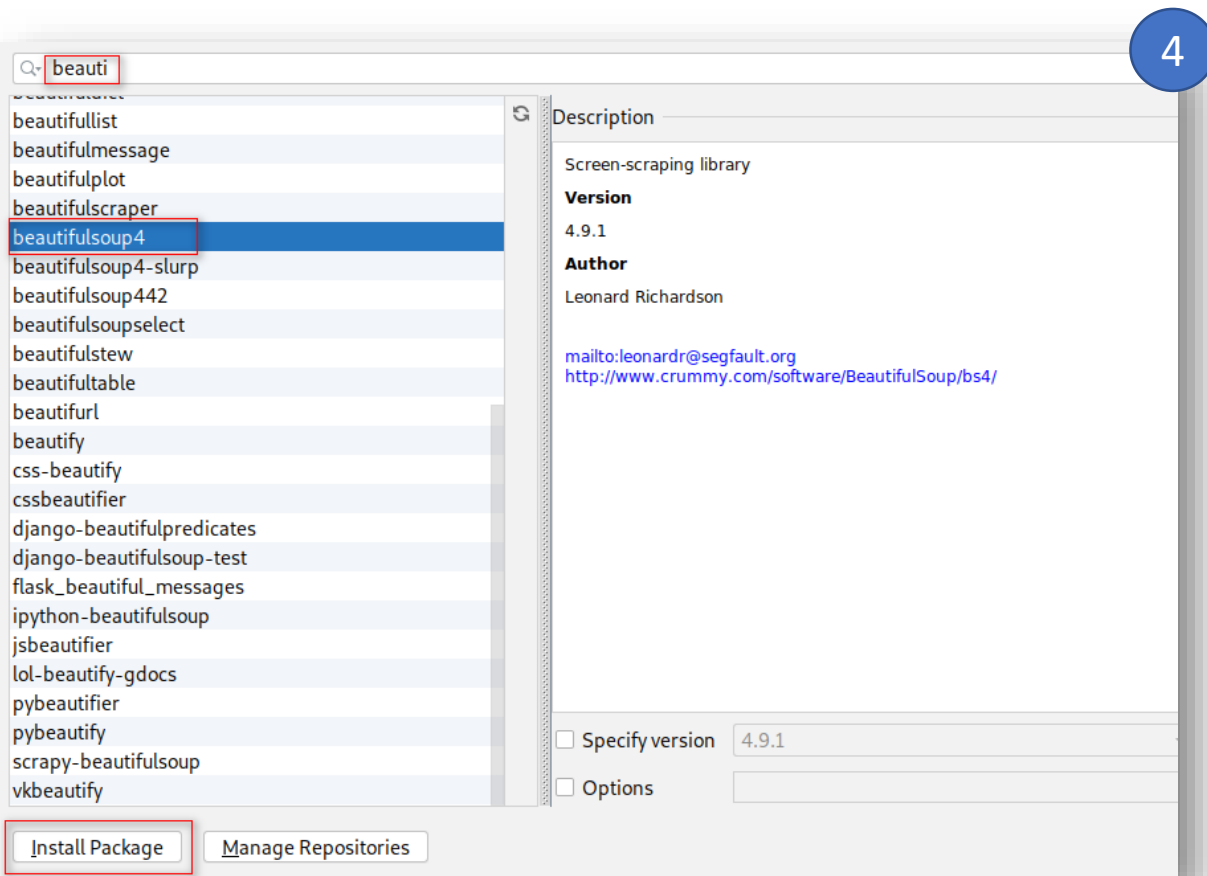 4
beauti
beautifullist
beautifulmessage
beautifulplot
beautifulscraper
beautifulsoup4
beautifulsoup4-slurp
beautifulsoup442
beautifulsoupselect
beautifulstew
beautifultable
beautifurl
beautify
css-beautify
cssbeautifier
django-beautifulpredicates
django-beautifulsoup-test
flask_beautiful_messages
ipython-beautifulsoup
jsbeautifier
lol-beautify-gdocs
pybeautifier
pybeautify
scrapy-beautifulsoup
vkbeautify
Description
Screen-scraping library
Version
4.9.1
Author
Leonard Richardson
mailto:leonardr@segfault.org
http://www.crummy.com/software/BeautifulSoup/bs4/
Specify version 4.9.1
Options
Install Package Manage Repositories